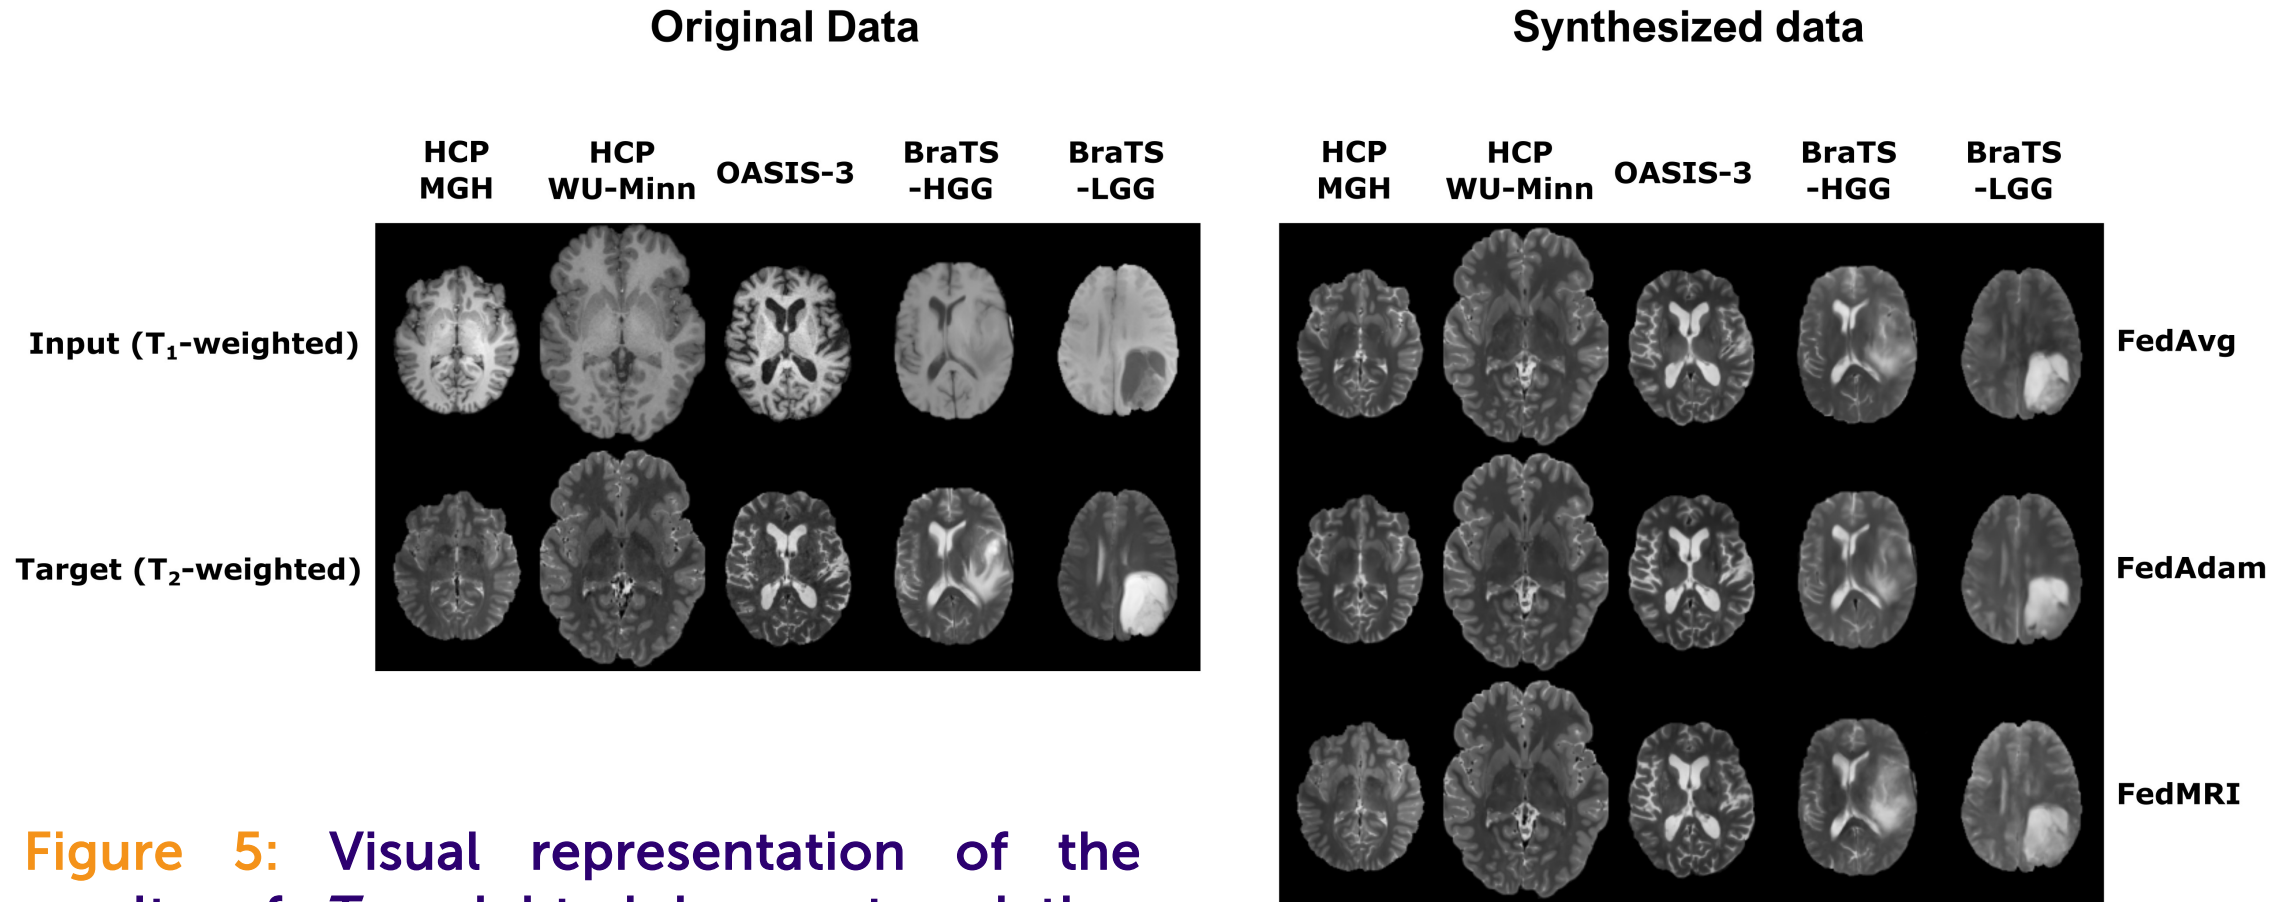 Original Data
Synthesized data
HCP MGH
HCP WU-Minn
OASIS-3
BraTS -HGG
BraTS -LGG
HCP MGH
HCP WU-Minn
OASIS-3
BraTS -HGG
BraTS -LGG
Input (T1-weighted)
FedAvg
Target (T2-weighted)
FedAdam
FedMRI
Figure 5: Visual representation of the